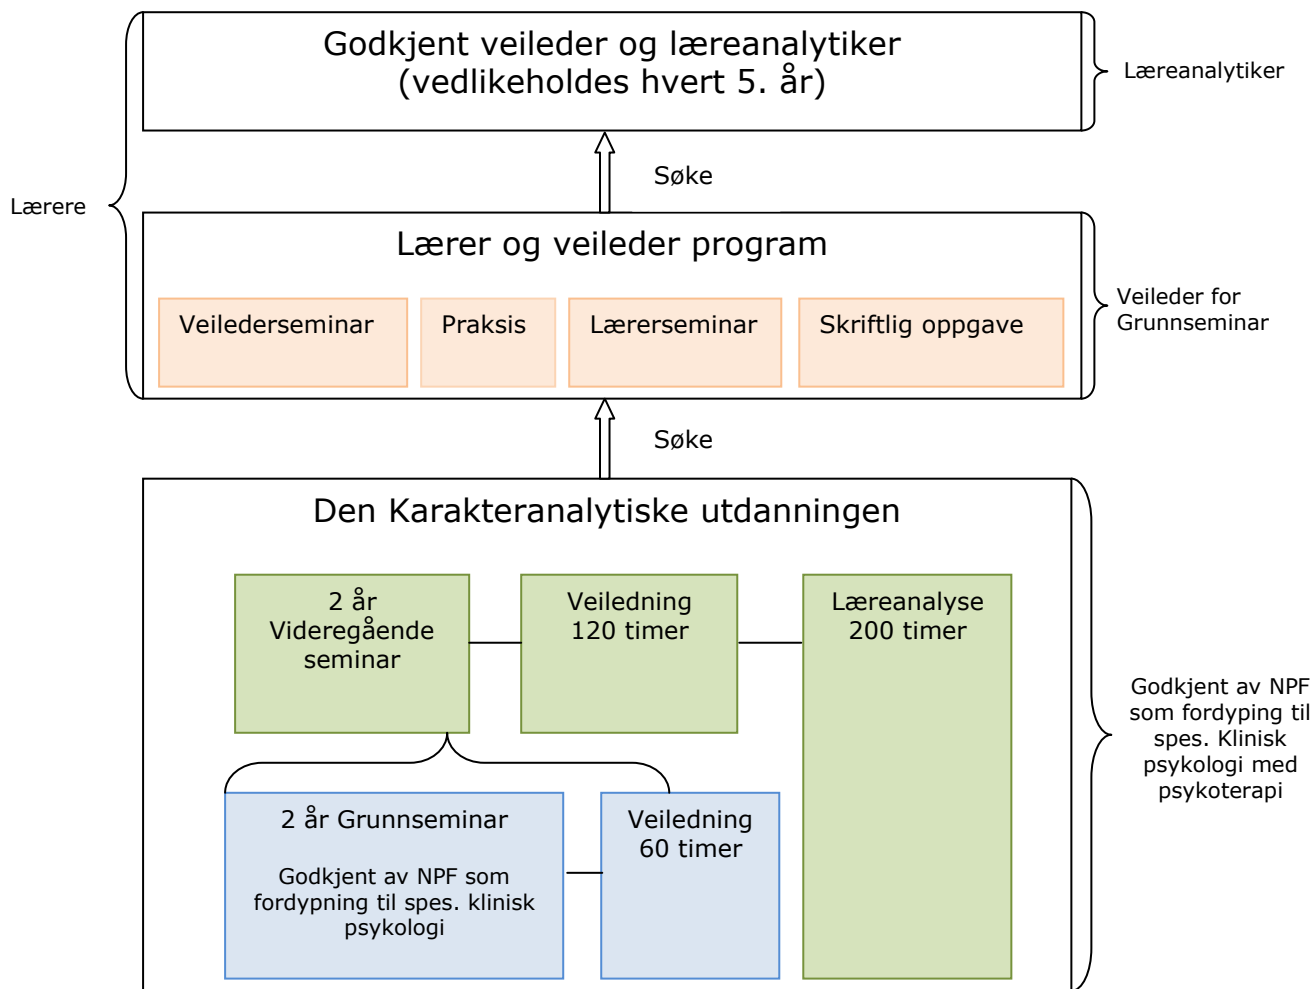 Godkjent veileder og læreanalytiker
(vedlikeholdes hvert 5. år)
Læreanalytiker
Søke
Lærere
Lærer og veileder program
Veilederseminar
Praksis
Lærerseminar
Skriftlig oppgave
Veileder for
Grunnseminar
Søke
Den Karakteranalytiske utdanningen
2 år
Videregående
seminar
Veiledning
120 timer
Læreanalyse
200 timer
Godkjent av NPF
som fordyping til
spes. Klinisk
psykologi med
psykoterapi
2 år Grunnseminar
Godkjent av NPF som
fordypning til spes. klinisk
psykologi
Veiledning
60 timer